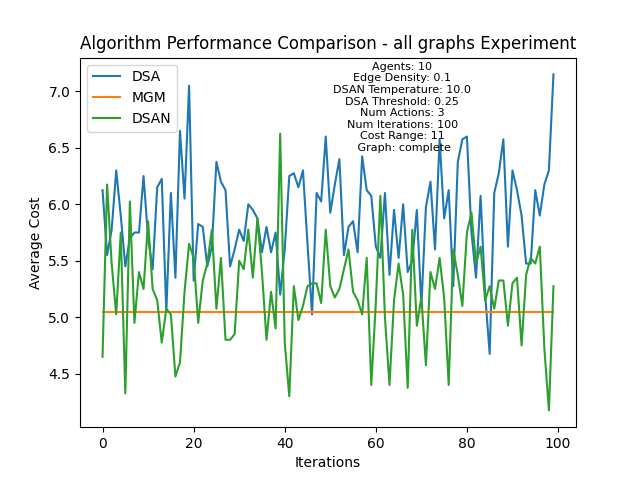 Algorithm Performance Comparison - all graphs Experiment
DSA
MGM
DSAN
Agents: 10
Edge Density: 0.1
DSAN Temperature: 10.0
DSA Threshold: 0.25
Num Actions: 3
Num Iterations: 100
Cost Range: 11
Graph: complete
Average Cost
7.0
6.5
6.0
5.5
5.0
4.5
0
20
40
60
80
100
Iterations